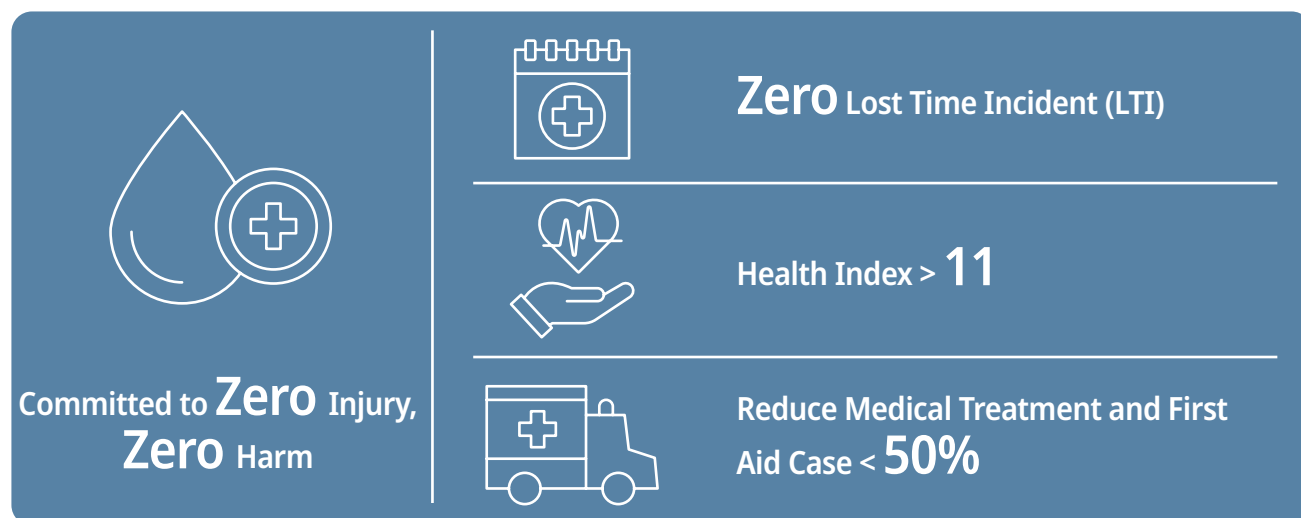 Committed to Zero Injury,
Zero Harm
Zero Lost Time Incident (LTI)
Health Index > 11
Reduce Medical Treatment and First
Aid Case < 50%